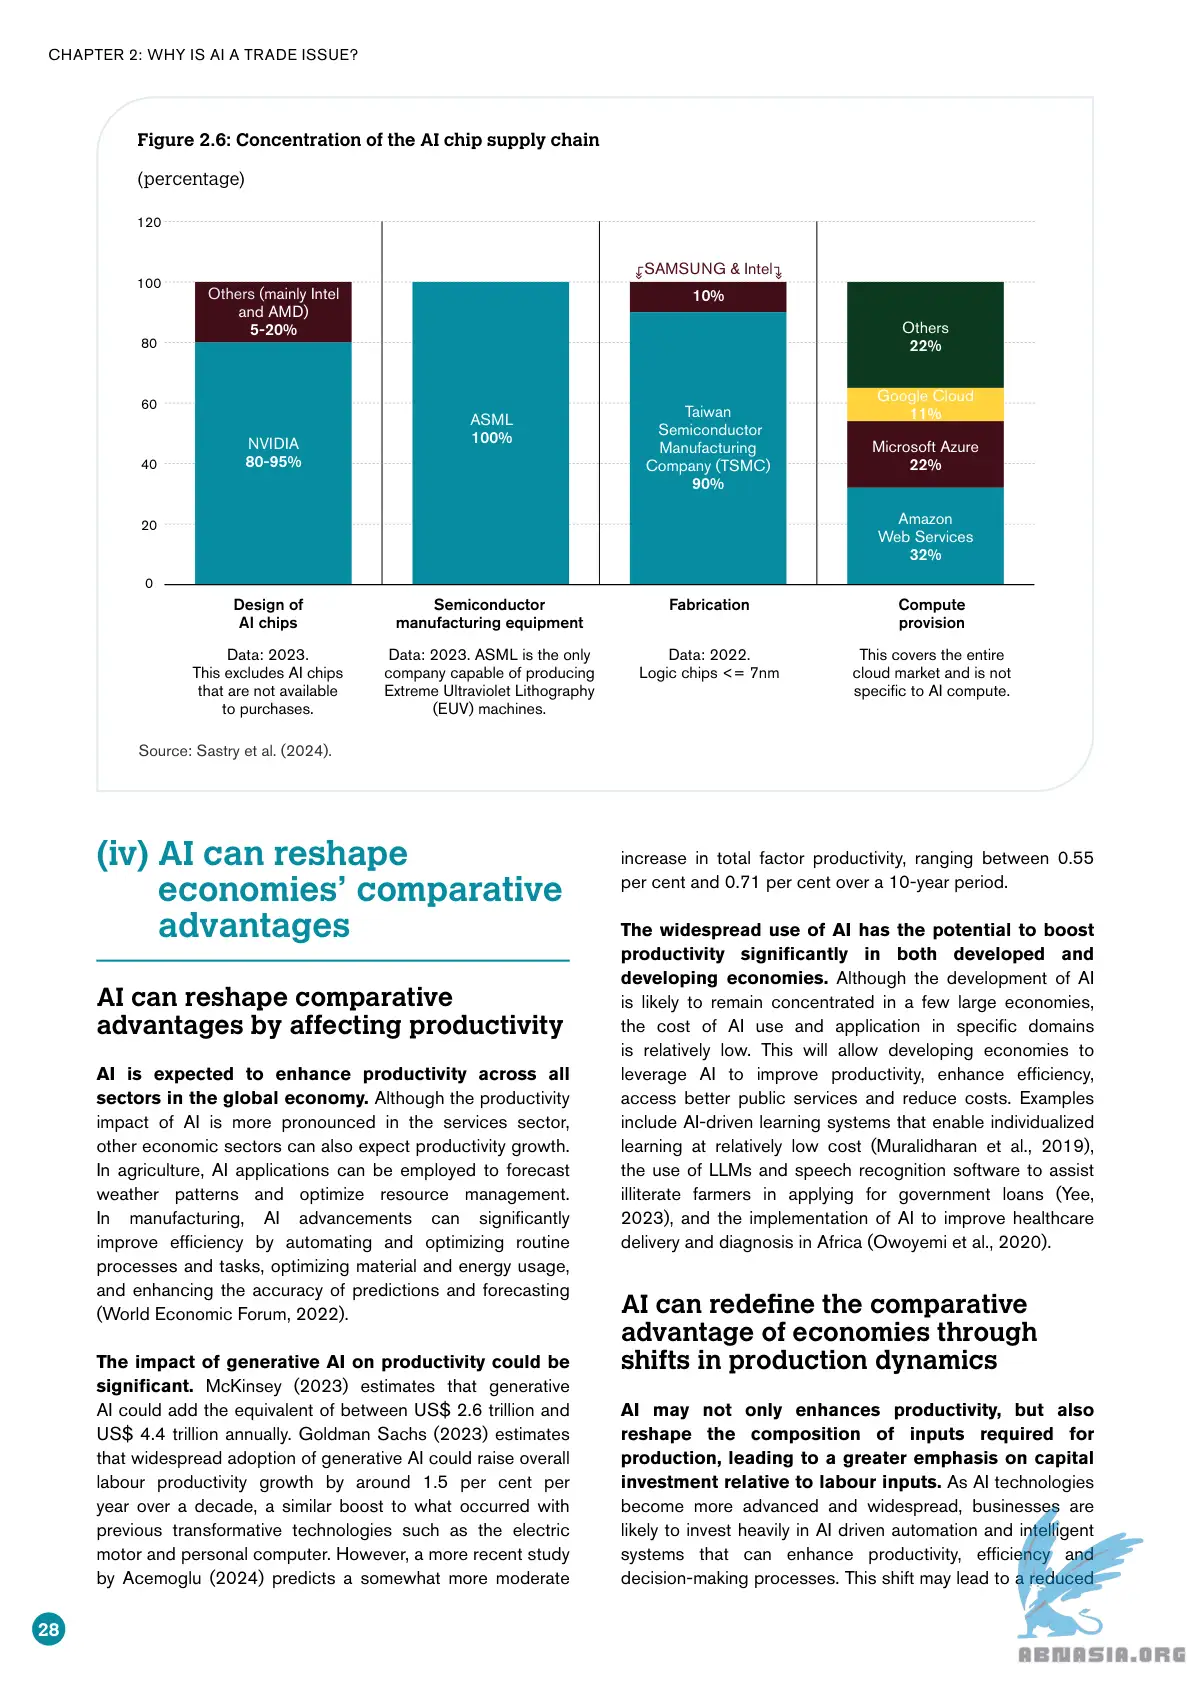 CHAPTER 2: WHY IS AI A TRADE ISSUE?
Figure 2.6: Concentration of the AI chip supply chain
(percentage)
120
100
80
60
40
20
0
Others (mainly Intel
and AMD)
5-20%
NVIDIA
80-95%
ASML
100%
SAMSUNG & Intel
10%
Taiwan
Semiconductor
Manufacturing
Company (TSMC)
90%
Others
22%
Google Cloud
11%
Microsoft Azure
22%
Amazon
Web Services
32%
Design of
AI chips
Data: 2023.
This excludes AI chips
that are not available
to purchases.
Semiconductor
manufacturing equipment
Data: 2023. ASML is the only
company capable of producing
Extreme Ultraviolet Lithography
(EUV) machines.
Fabrication
Data: 2022.
Logic chips <= 7nm
Compute
provision
This covers the entire
cloud market and is not
specific to AI compute.
Source: Sastry et al. (2024).
(iv) AI can reshape
economies’ comparative
advantages
AI can reshape comparative
advantages by affecting productivity
AI is expected to enhance productivity across all
sectors in the global economy. Although the productivity
impact of AI is more pronounced in the services sector,
other economic sectors can also expect productivity growth.
In agriculture, AI applications can be employed to forecast
weather patterns and optimize resource management.
In manufacturing, AI advancements can significantly
improve efficiency by automating and optimizing routine
processes and tasks, optimizing material and energy usage,
and enhancing the accuracy of predictions and forecasting
(World Economic Forum, 2022).
The impact of generative AI on productivity could be
significant. McKinsey (2023) estimates that generative
AI could add the equivalent of between US$ 2.6 trillion and
US$ 4.4 trillion annually. Goldman Sachs (2023) estimates
that widespread adoption of generative AI could raise overall
labour productivity growth by around 1.5 per cent per
year over a decade, a similar boost to what occurred with
previous transformative technologies such as the electric
motor and personal computer. However, a more recent study
by Acemoglu (2024) predicts a somewhat more moderate
increase in total factor productivity, ranging between 0.55
per cent and 0.71 per cent over a 10-year period.
The widespread use of AI has the potential to boost
productivity significantly in both developed and
developing economies. Although the development of AI
is likely to remain concentrated in a few large economies,
the cost of AI use and application in specific domains
is relatively low. This will allow developing economies to
leverage AI to improve productivity, enhance efficiency,
access better public services and reduce costs. Examples
include AI-driven learning systems that enable individualized
learning at relatively low cost (Muralidharan et al., 2019),
the use of LLMs and speech recognition software to assist
illiterate farmers in applying for government loans (Yee,
2023), and the implementation of AI to improve healthcare
delivery and diagnosis in Africa (Owoyemi et al., 2020).
AI can redefine the comparative
advantage of economies through
shifts in production dynamics
AI may not only enhances productivity, but also
reshape the composition of inputs required for
production, leading to a greater emphasis on capital
investment relative to labour inputs. As AI technologies
become more advanced and widespread, businesses are
likely to invest heavily in AI driven automation and intelligent
systems that can enhance productivity, efficiency and
decision-making processes. This shift may lead to a reduced
28
ABNASIA.ORG